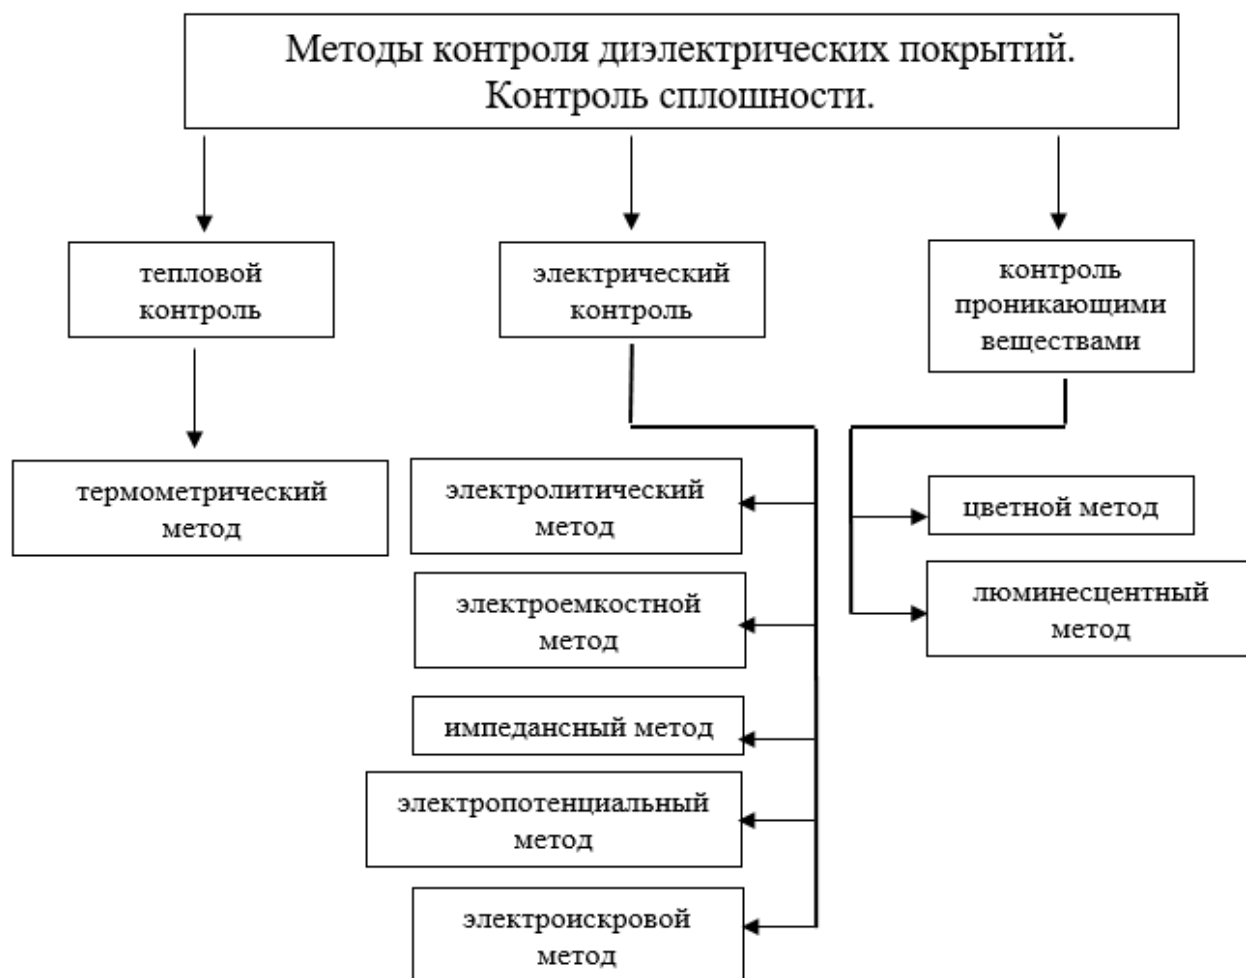 Методы контроля диэлектрических покрытий.
Контроль сплошности.
тепловой
контроль
электрический
контроль
контроль
проникающими
веществами
термометрический
метод
электролитический
метод
электроемкостной
метод
импедансный метод
электропотенциальный
метод
электроискровой
метод
цветной метод
люминесцентный
метод